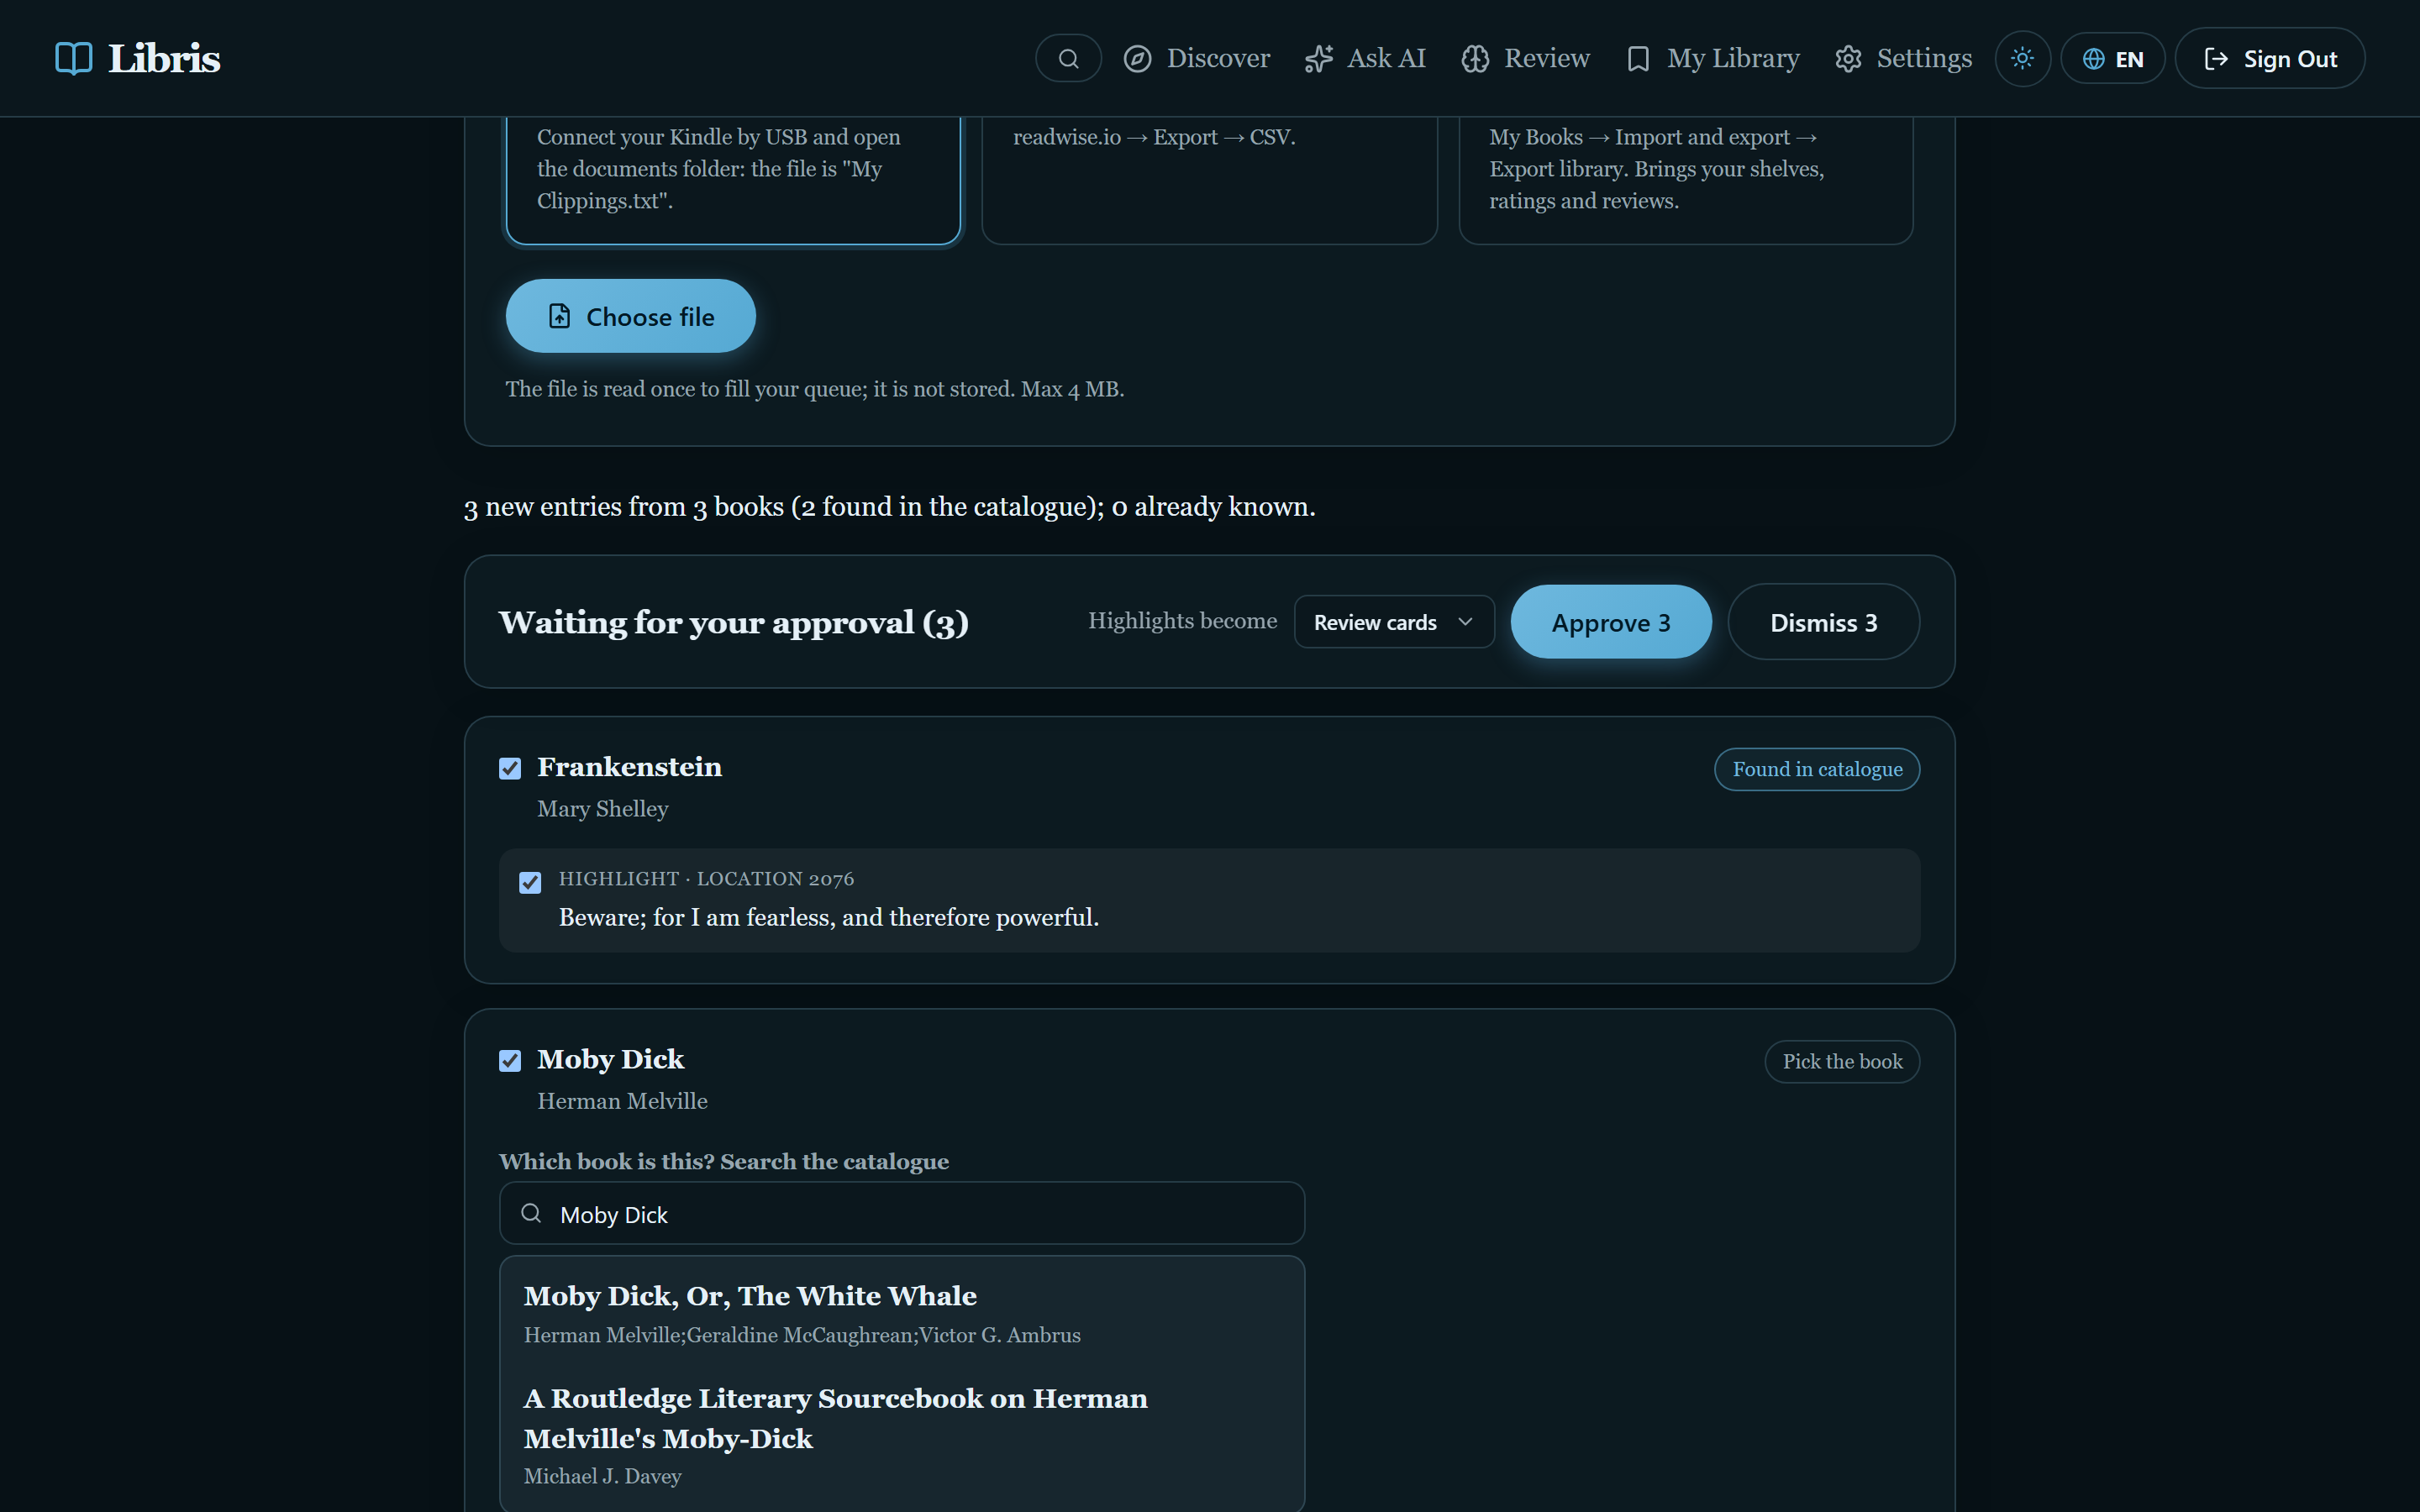 Libris
Discover
Ask AI
Review
My Library
Settings
EN
Sign Out
Connect your Kindle by USB and open
the documents folder: the file is "My
Clippings.txt".
readwise.io → Export → CSV.
My Books → Import and export →
Export library. Brings your shelves,
ratings and reviews.
Choose file
The file is read once to fill your queue; it is not stored. Max 4 MB.
3 new entries from 3 books (2 found in the catalogue); 0 already known.
Waiting for your approval (3)
Highlights become
Review cards
Approve 3
Dismiss 3
Frankenstein
Found in catalogue
Mary Shelley
HIGHLIGHT · LOCATION 2076
Beware; for I am fearless, and therefore powerful.
Moby Dick
Pick the book
Herman Melville
Which book is this? Search the catalogue
Moby Dick
Moby Dick, Or, The White Whale
Herman Melville;Geraldine McCaughrean;Victor G. Ambrus
A Routledge Literary Sourcebook on Herman
Melville's Moby-Dick
Michael J. Davey